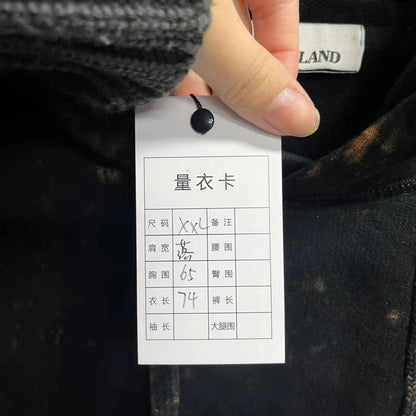 LAND
量衣卡
尺码 XXL 备注
肩宽 落 腰围
胸围 65 臀围
衣长 74 裤长
袖长 大腿围